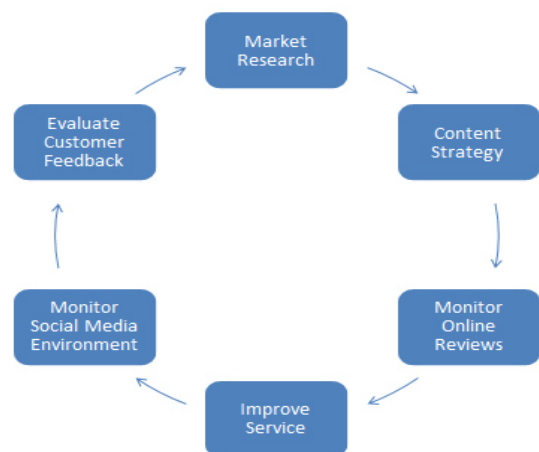 Market
Research
Content
Strategy
Monitor
Online
Reviews
Improve
Service
Monitor
Social Media
Environment
Evaluate
Customer
Feedback